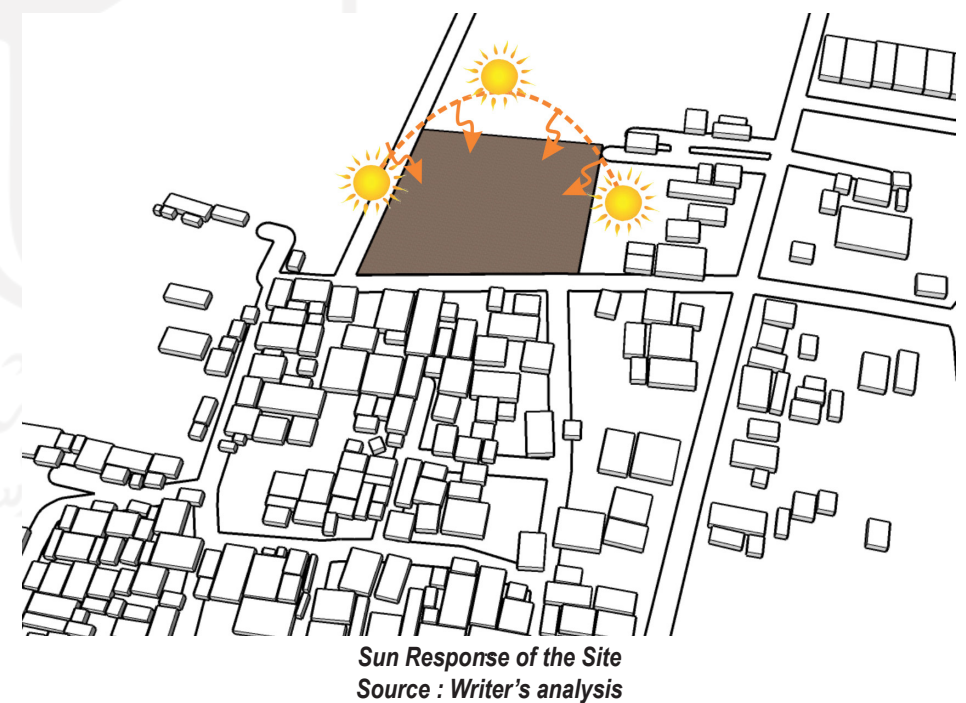 Sun Response of the Site
Source : Writer's analysis